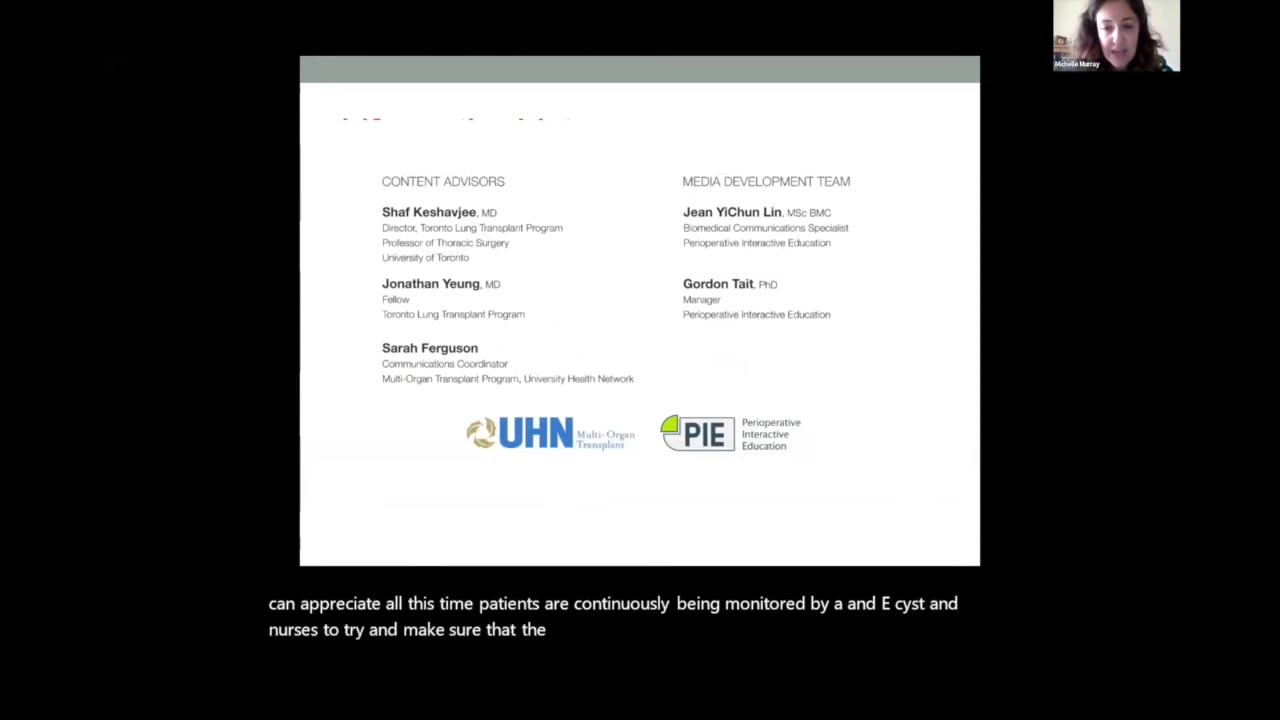 Michelle Murray
CONTENT ADVISORS
Shaf Keshavjee, MD
Director, Toronto Lung Transplant Program
Professor of Thoracic Surgery
University of Toronto
Jonathan Yeung, MD
Fellow
Toronto Lung Transplant Program
Sarah Ferguson
Communications Coordinator
Multi-Organ Transplant Program, University Health Network
MEDIA DEVELOPMENT TEAM
Jean YiChun Lin, MSc BMC
Biomedical Communications Specialist
Perioperative Interactive Education
Gordon Tait, PhD
Manager
Perioperative Interactive Education
UHN Multi-Organ
Transplant
PIE
Perioperative
Interactive
Education
can appreciate all this time patients are continuously being monitored by a and E cyst and
nurses to try and make sure that the